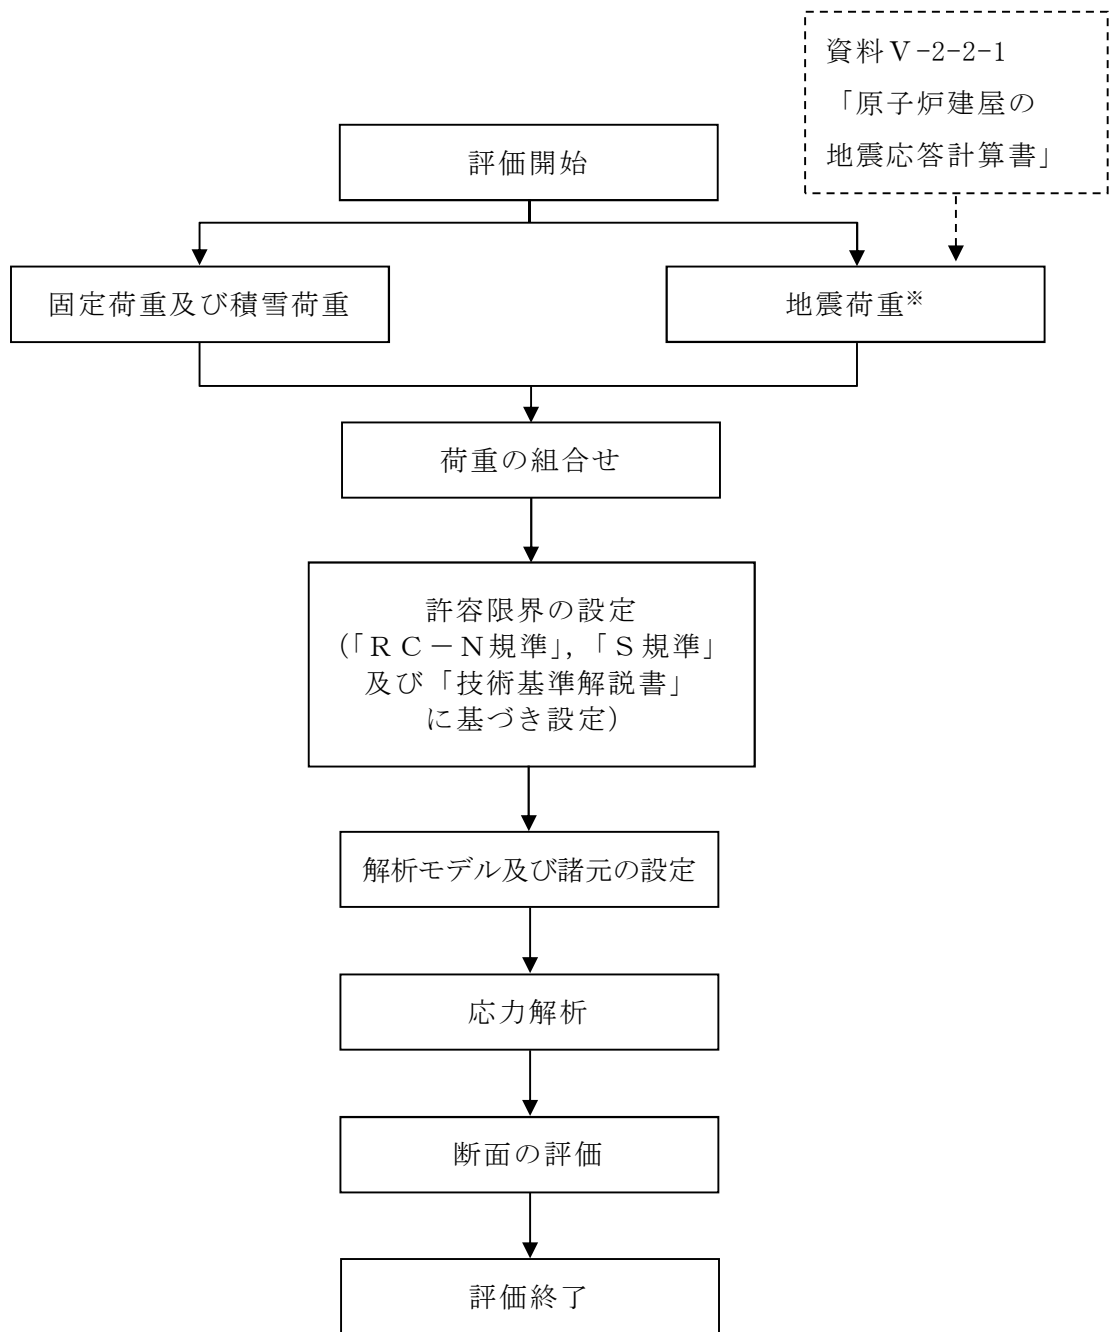 資料Ⅴ-2-2-1
「原子炉建屋の
地震応答計算書」
評価開始
固定荷重及び積雪荷重
地震荷重※
荷重の組合せ
許容限界の設定
(「ＲＣ－Ｎ規準」,「Ｓ規準」
及び「技術基準解説書」
に基づき設定)
解析モデル及び諸元の設定
応力解析
断面の評価
評価終了